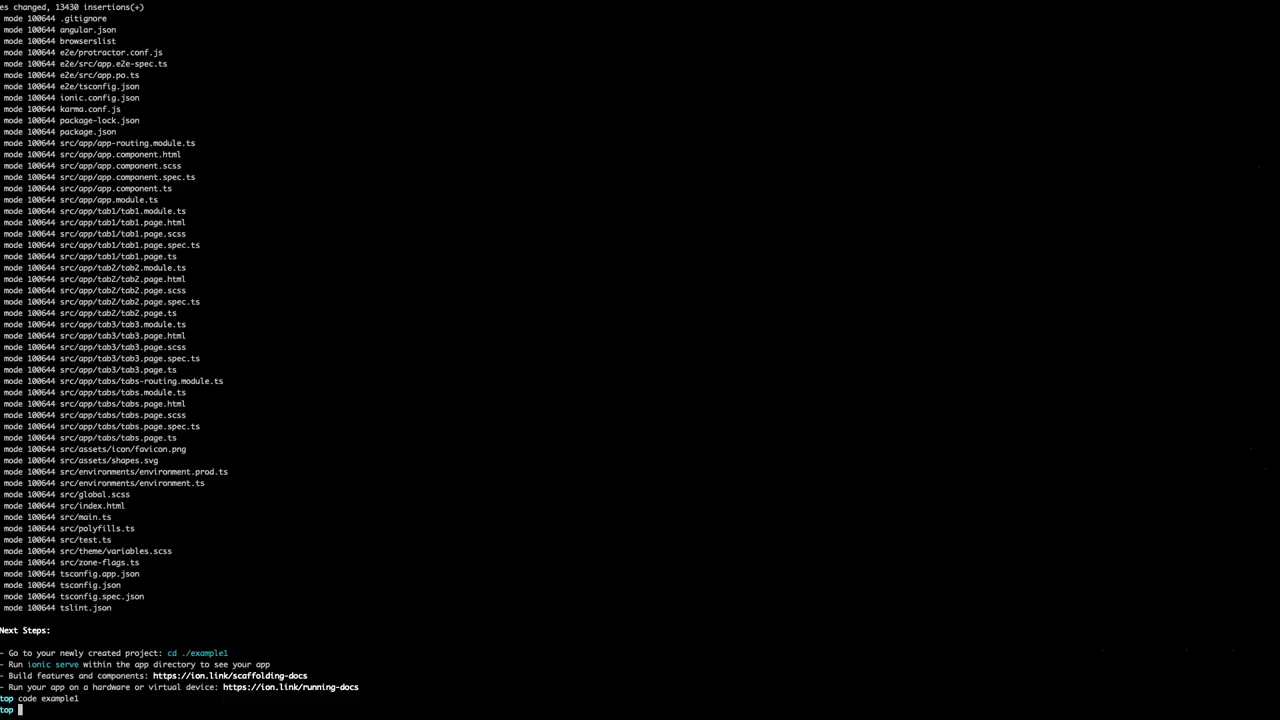 es changed, 13430 insertions(+)
mode 100644 .gitignore
mode 100644 angular.json
mode 100644 browserslist
mode 100644 e2e/protractor.conf.js
mode 100644 e2e/src/app.e2e-spec.ts
mode 100644 e2e/src/app.po.ts
mode 100644 e2e/tsconfig.json
mode 100644 ionic.config.json
mode 100644 karma.conf.js
mode 100644 package-lock.json
mode 100644 package.json
mode 100644 src/app/app-routing.module.ts
mode 100644 src/app/app.component.html
mode 100644 src/app/app.component.scss
mode 100644 src/app/app.component.spec.ts
mode 100644 src/app/app.component.ts
mode 100644 src/app/app.module.ts
mode 100644 src/app/tab1/tab1.module.ts
mode 100644 src/app/tab1/tab1.page.html
mode 100644 src/app/tab1/tab1.page.scss
mode 100644 src/app/tab1/tab1.page.spec.ts
mode 100644 src/app/tab1/tab1.page.ts
mode 100644 src/app/tab2/tab2.module.ts
mode 100644 src/app/tab2/tab2.page.html
mode 100644 src/app/tab2/tab2.page.scss
mode 100644 src/app/tab2/tab2.page.spec.ts
mode 100644 src/app/tab2/tab2.page.ts
mode 100644 src/app/tab3/tab3.module.ts
mode 100644 src/app/tab3/tab3.page.html
mode 100644 src/app/tab3/tab3.page.scss
mode 100644 src/app/tab3/tab3.page.spec.ts
mode 100644 src/app/tab3/tab3.page.ts
mode 100644 src/app/tabs/tabs-routing.module.ts
mode 100644 src/app/tabs/tabs.module.ts
mode 100644 src/app/tabs/tabs.page.html
mode 100644 src/app/tabs/tabs.page.scss
mode 100644 src/app/tabs/tabs.page.spec.ts
mode 100644 src/app/tabs/tabs.page.ts
mode 100644 src/assets/icon/favicon.png
mode 100644 src/assets/shapes.svg
mode 100644 src/environments/environment.prod.ts
mode 100644 src/environments/environment.ts
mode 100644 src/global.scss
mode 100644 src/index.html
mode 100644 src/main.ts
mode 100644 src/polyfills.ts
mode 100644 src/test.ts
mode 100644 src/theme/variables.scss
mode 100644 src/zone-flags.ts
mode 100644 tsconfig.app.json
mode 100644 tsconfig.json
mode 100644 tsconfig.spec.json
mode 100644 tslint.json
Next Steps:
- Go to your newly created project: cd ./example1
- Run ionic serve within the app directory to see your app
- Build features and components: https://ion.link/scaffolding-docs
- Run your app on a hardware or virtual device: https://ion.link/running-docs
top code example1
top